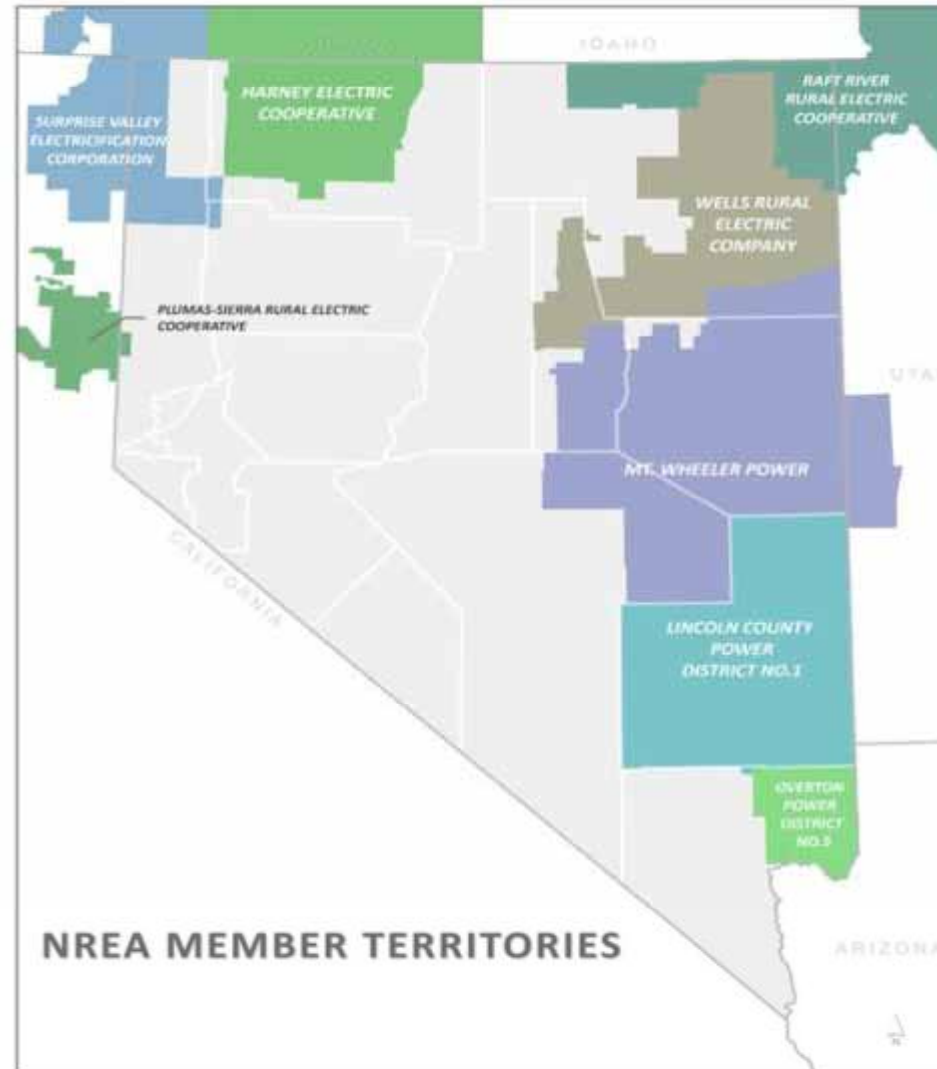 IDAHO
HARNEY ELECTRIC
COOPERATIVE
RAFT RIVER
RURAL ELECTRIC
COOPERATIVE
SURPRISE VALLEY
ELECTRICIFICATION
CORPORATION
WELLS RURAL
ELECTRIC
COMPANY
PLUMAS-SIERRA RURAL ELECTRIC
COOPERATIVE
UTA
MT. WHEELER POWER
CALIFORNIA
LINCOLN COUNTY
POWER
DISTRICT NO.1
OVERTON
POWER
DISTRICT
NO.5
NREA MEMBER TERRITORIES
ARIZONA
N